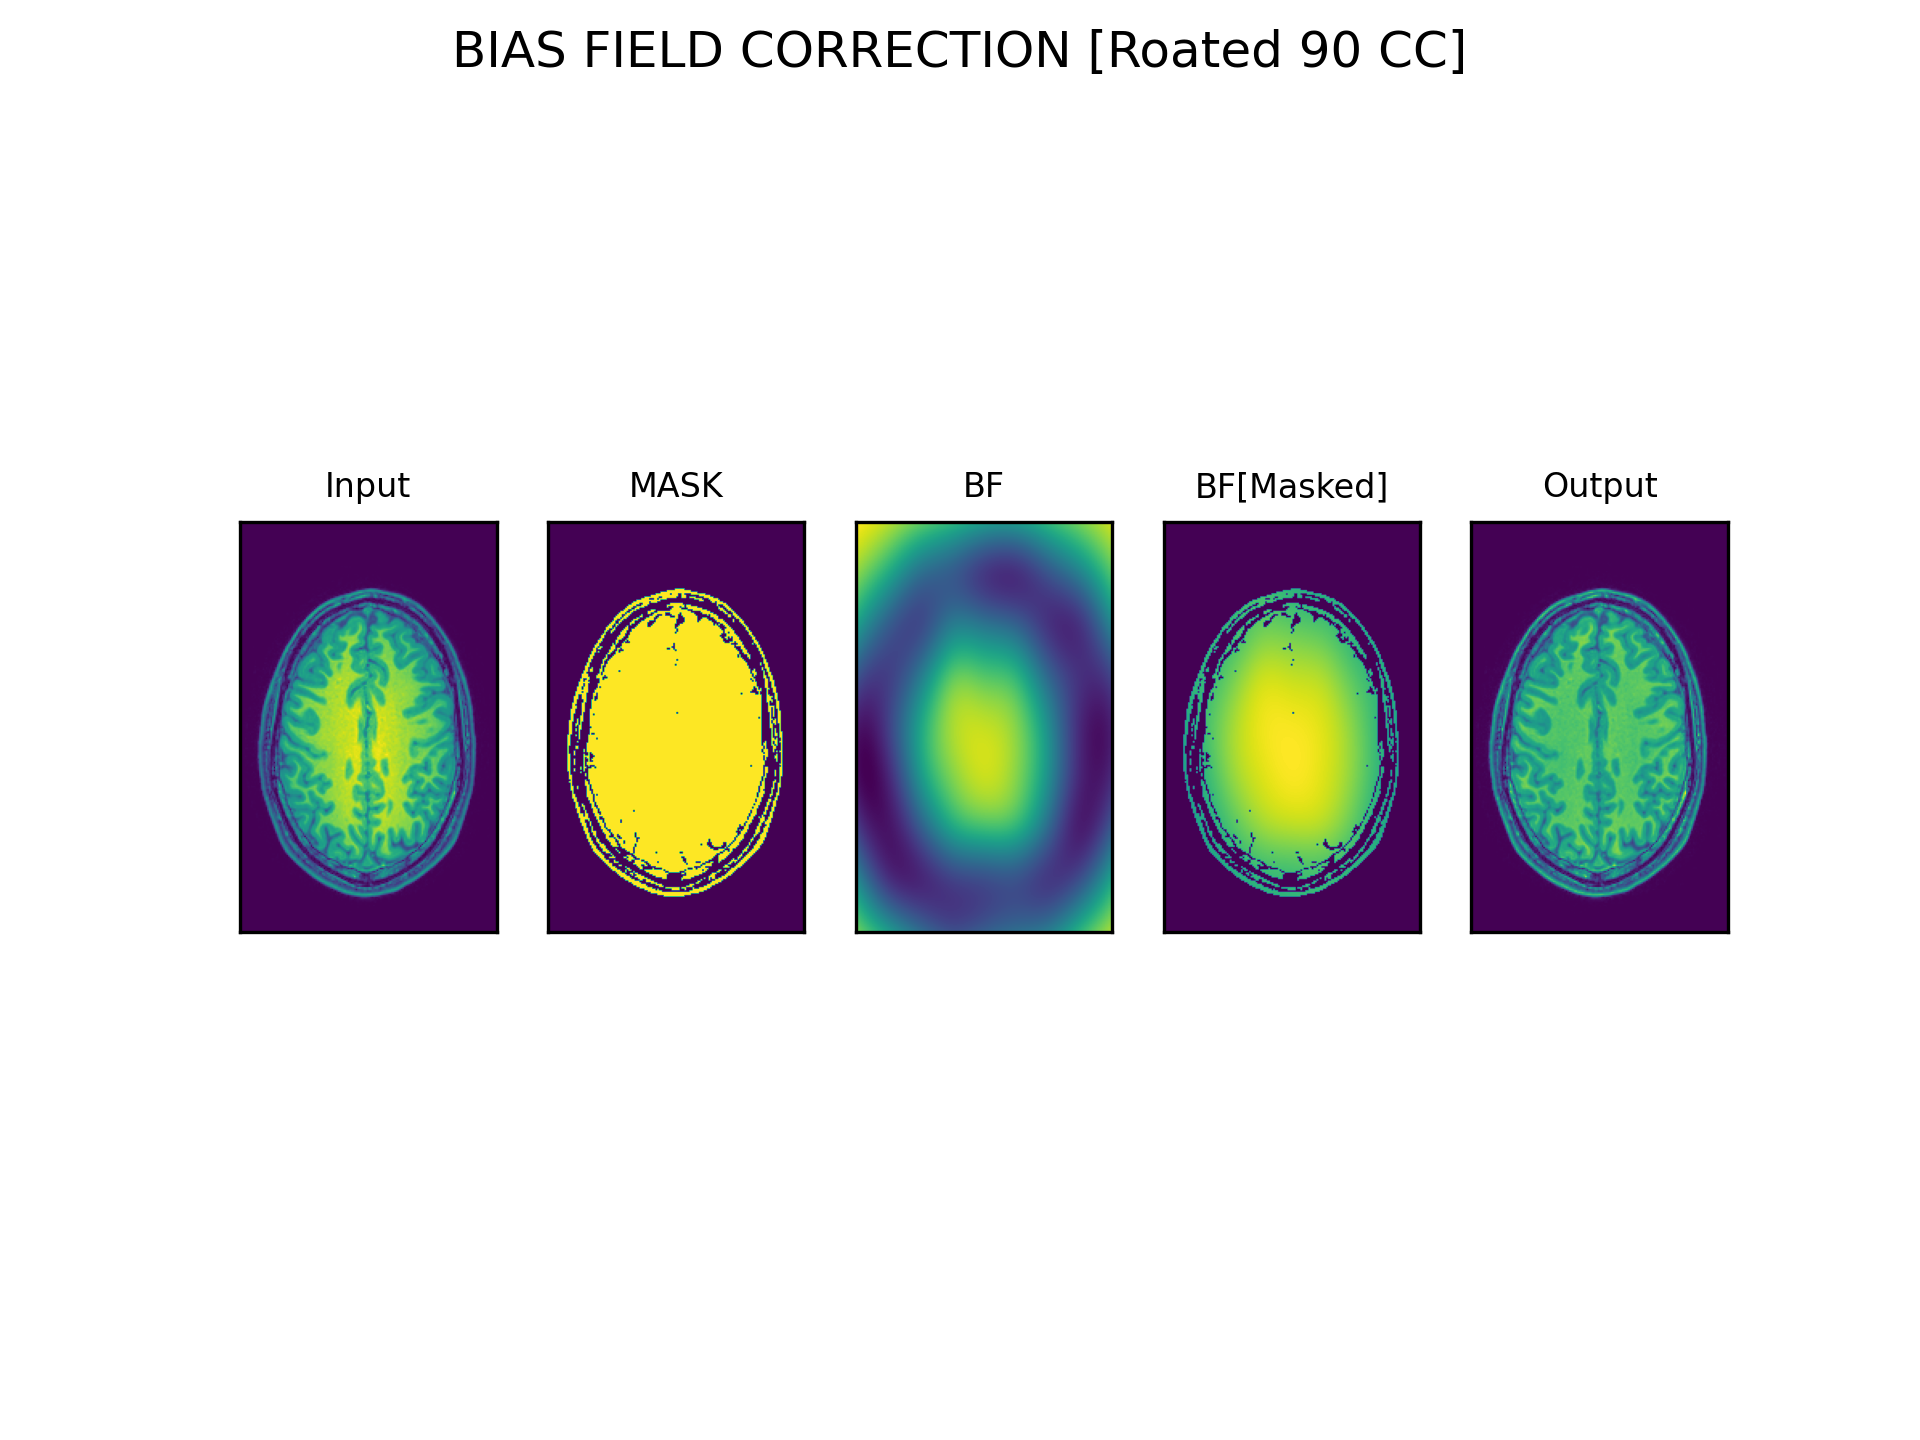 BIAS FIELD CORRECTION [Roated 90 CC]
Input
MASK
BF
BF[Masked]
Output